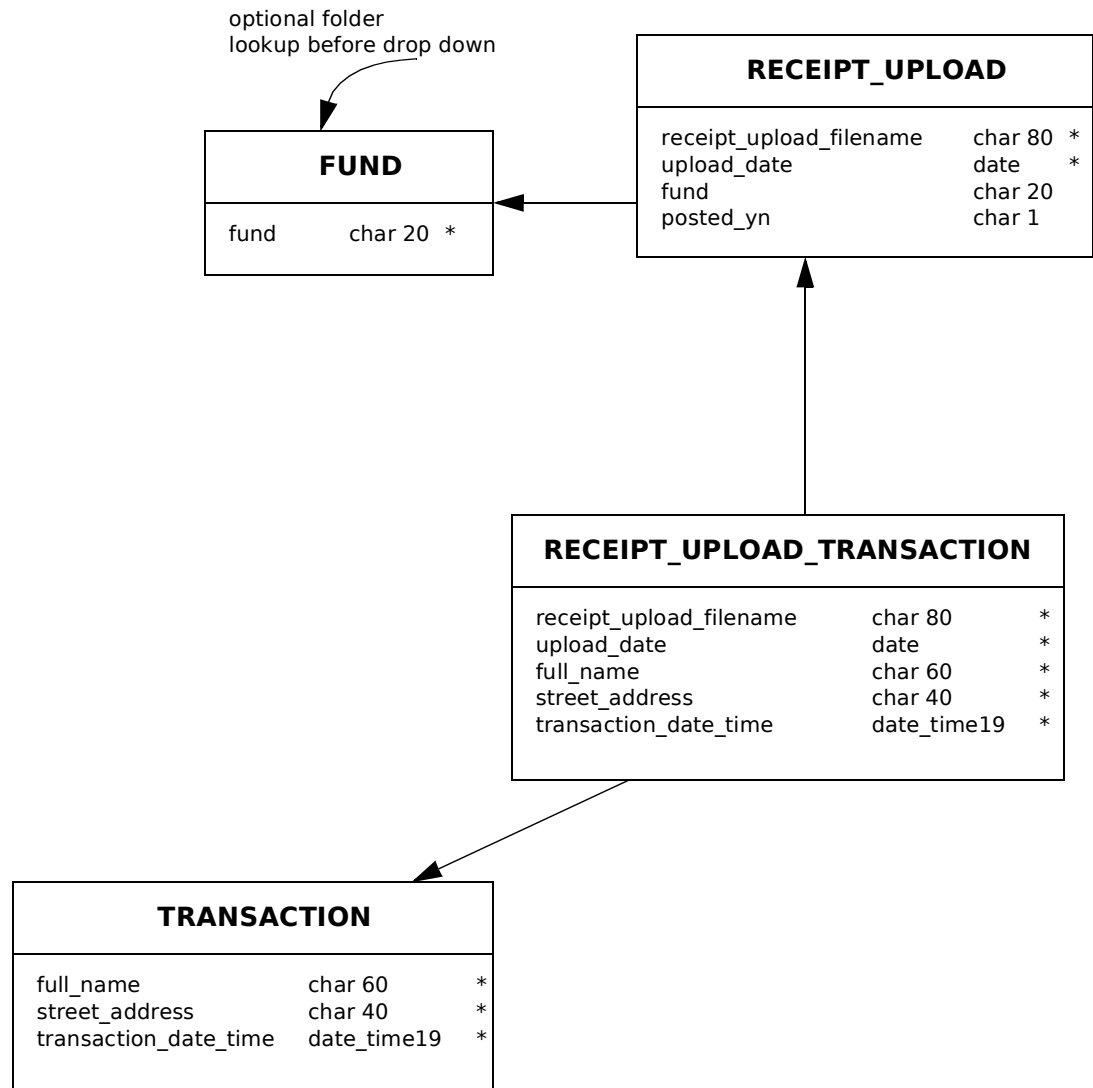 optional folder
lookup before drop down
RECEIPT_UPLOAD
receipt_upload_filename char 80 *
upload_date date *
fund char 20
posted_yn char 1
FUND
fund char 20 *
RECEIPT_UPLOAD_TRANSACTION
receipt_upload_filename char 80 *
upload_date date *
full_name char 60 *
street_address char 40 *
transaction_date_time date_time19 *
TRANSACTION
full_name char 60 *
street_address char 40 *
transaction_date_time date_time19 *